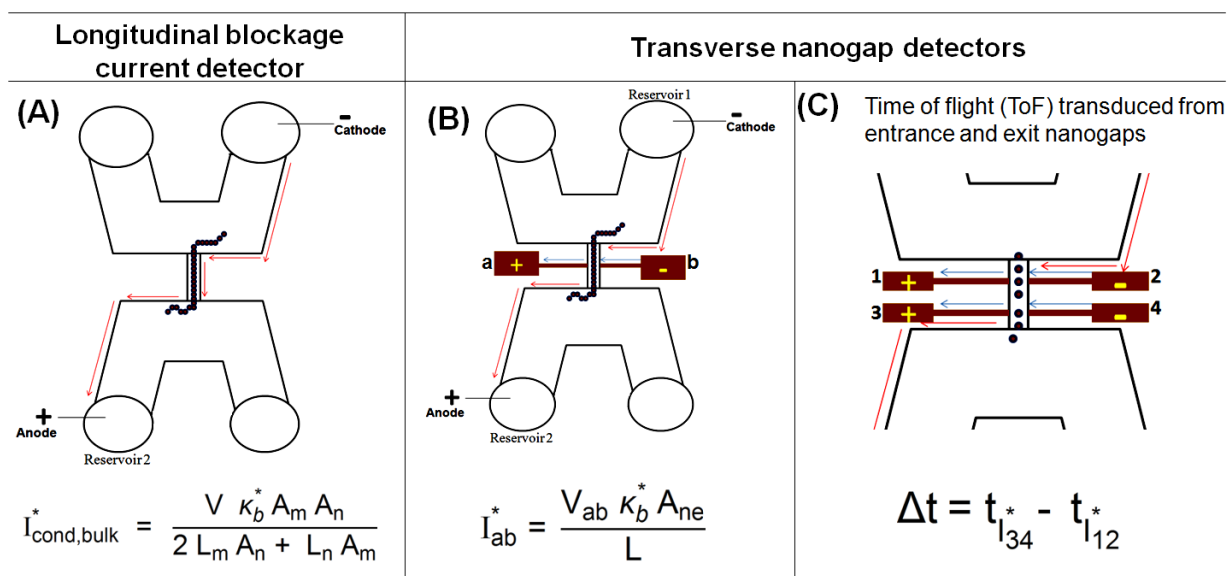 Longitudinal blockage
current detector
Transverse nanogap detectors
(A)
-
Cathode
+
Anode
Reservoir 2
I*cond,bulk = V κ*b Am An / 2 Lm An + Ln Am
(B)
Reservoir 1
-
Cathode
a + - b
+
Anode
Reservoir 2
I*ab = Vab κ*b Ane / L
(C) Time of flight (ToF) transduced from
entrance and exit nanogaps
1 + - 2
3 + - 4
Δt = tI*34 - tI*12